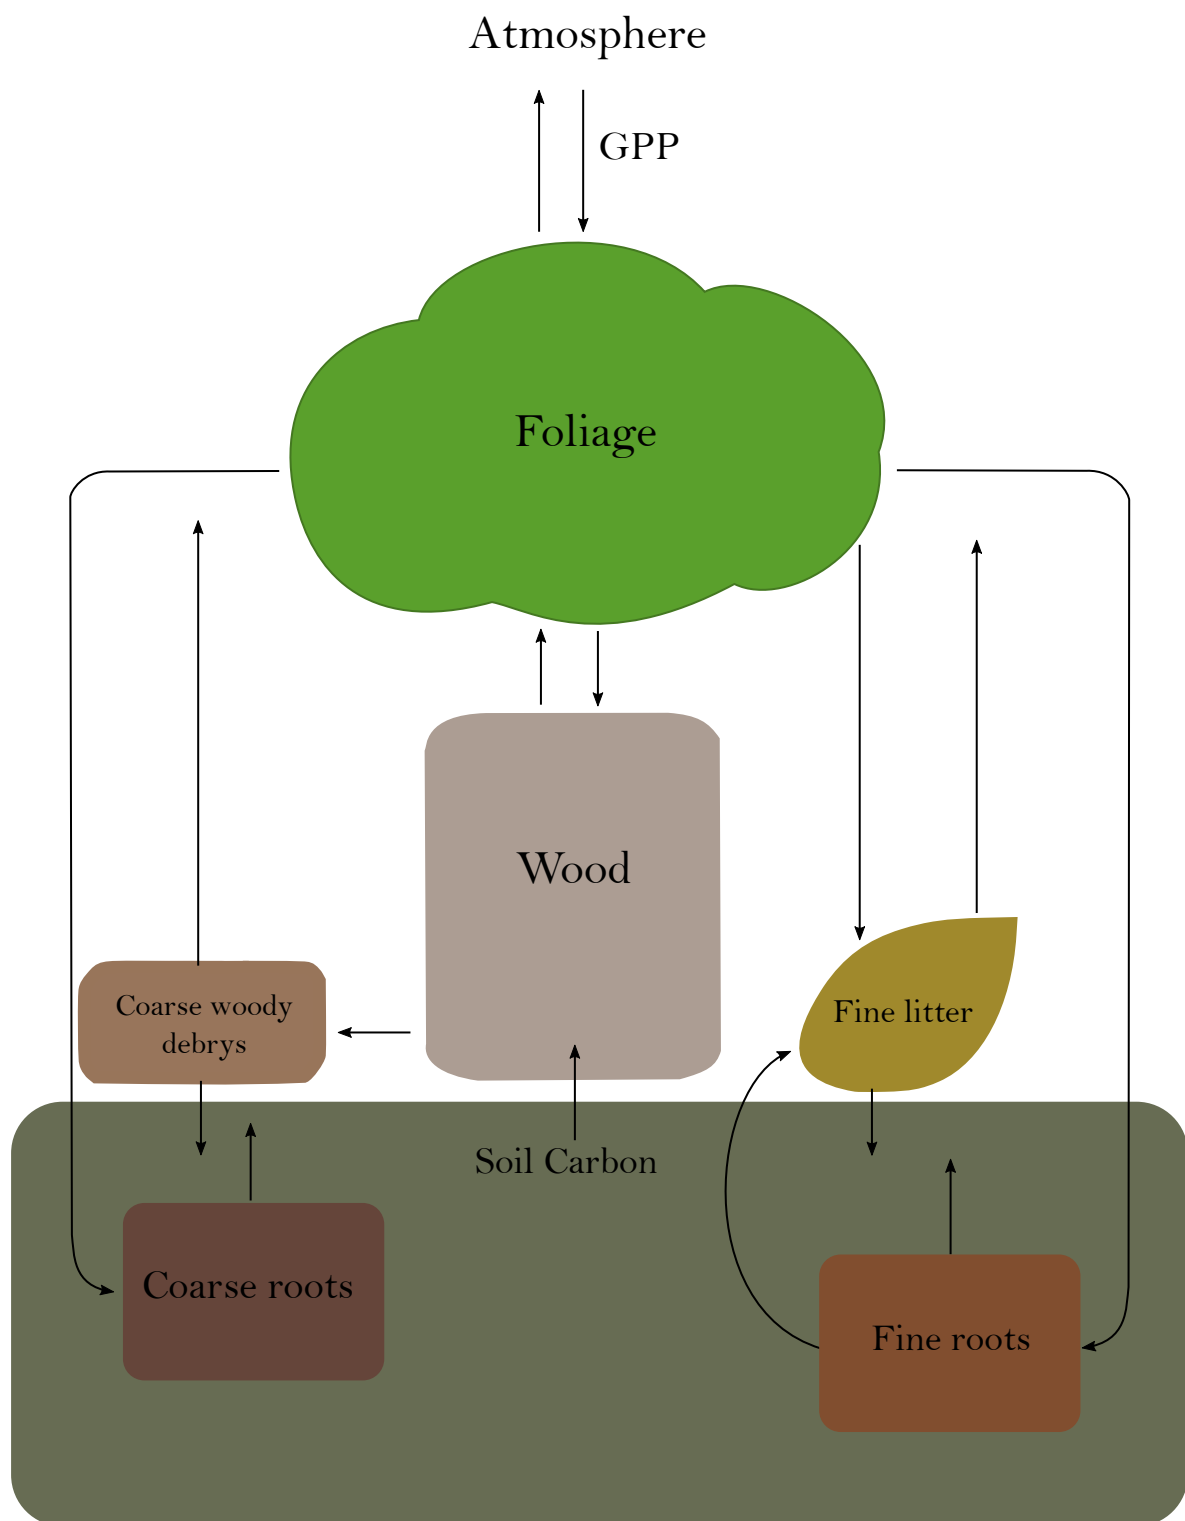 Atmosphere
GPP
Foliage
Wood
Coarse woody
debrys
Fine litter
Soil Carbon
Coarse roots
Fine roots